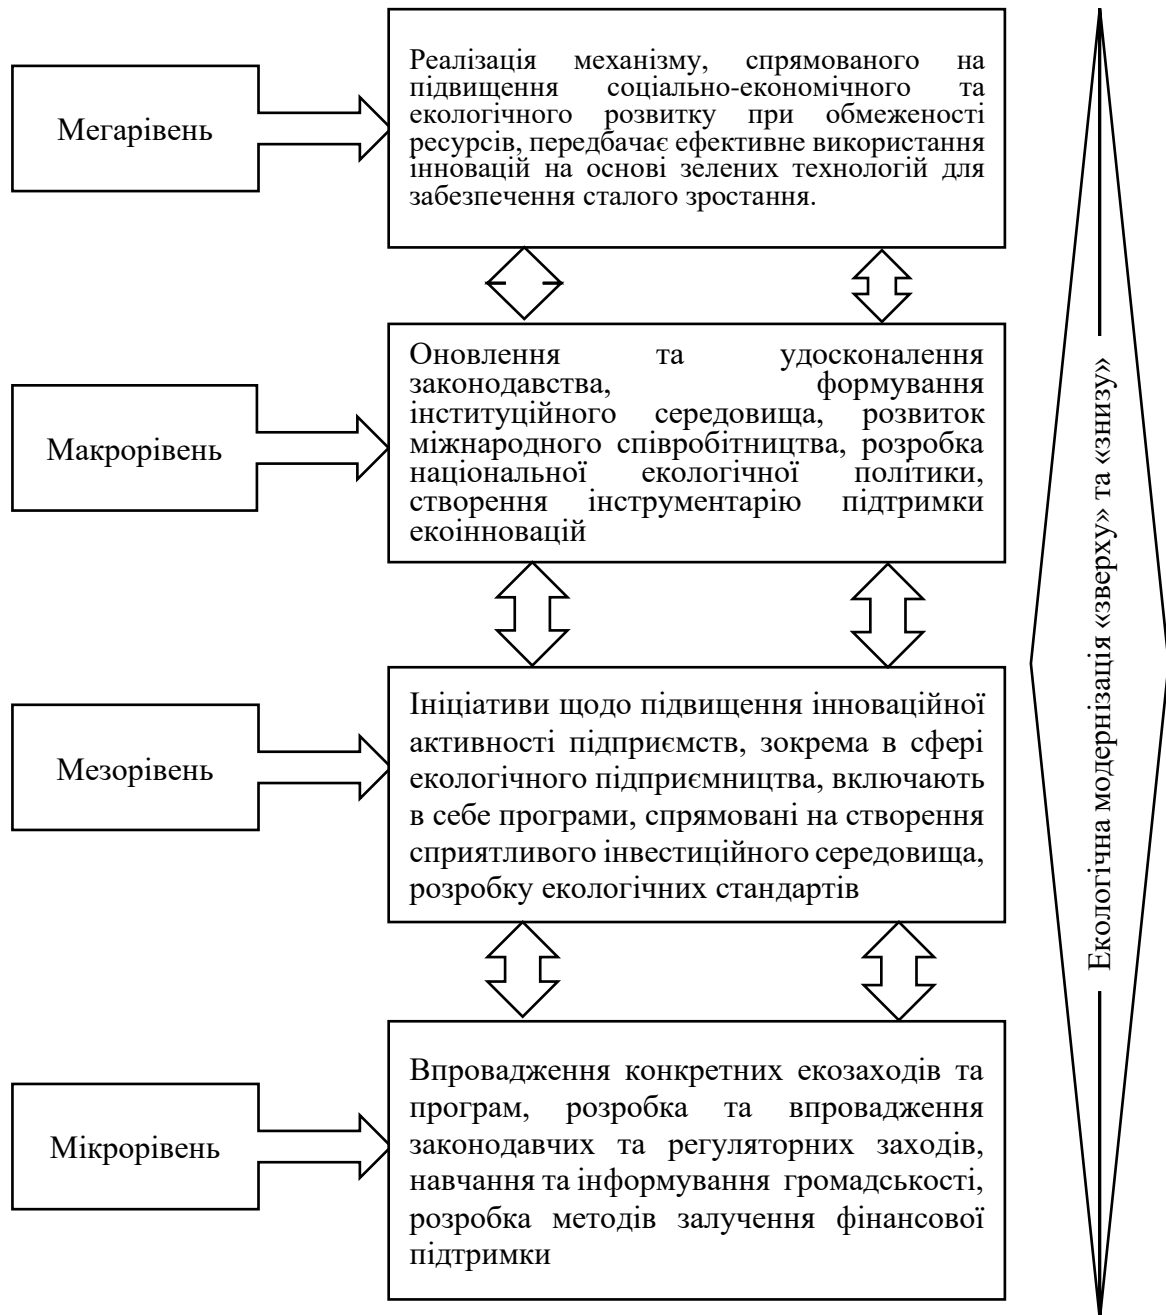 Мегарівень
Реалізація механізму, спрямованого на
підвищення соціально-економічного та
екологічного розвитку при обмеженості
ресурсів, передбачає ефективне використання
інновацій на основі зелених технологій для
забезпечення сталого зростання.
Макрорівень
Оновлення та удосконалення
законодавства, формування
інституційного середовища, розвиток
міжнародного співробітництва, розробка
національної екологічної політики,
створення інструментарію підтримки
екоінновацій
Мезорівень
Ініціативи щодо підвищення інноваційної
активності підприємств, зокрема в сфері
екологічного підприємництва, включають
в себе програми, спрямовані на створення
сприятливого інвестиційного середовища,
розробку екологічних стандартів
Мікрорівень
Впровадження конкретних екозаходів та
програм, розробка та впровадження
законодавчих та регуляторних заходів,
навчання та інформування громадськості,
розробка методів залучення фінансової
підтримки
Екологічна модернізація «зверху» та «знизу»